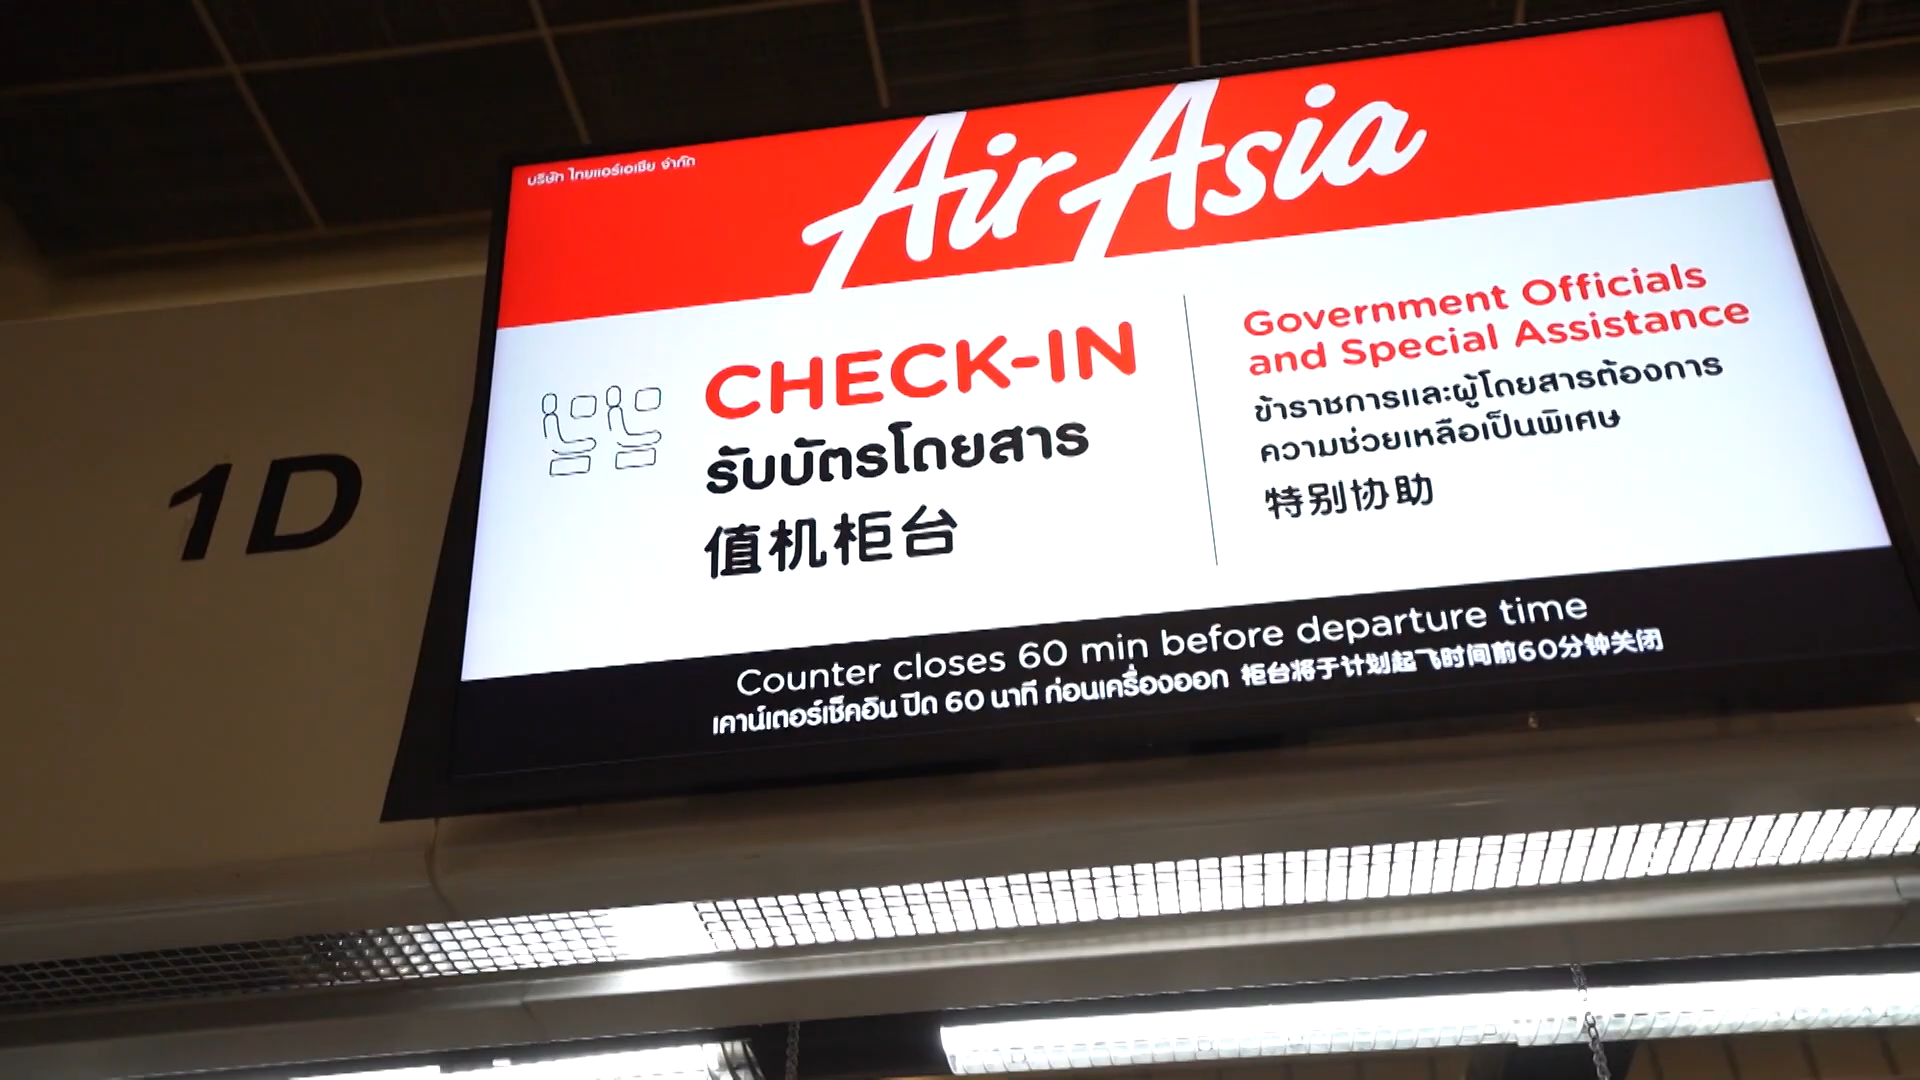 1D
บริษัท ไทยแอร์เอเชีย จำกัด
AirAsia
CHECK-IN
รับบัตรโดยสาร
值机柜台
Government Officials
and Special Assistance
ข้าราชการและผู้โดยสารต้องการ
ความช่วยเหลือเป็นพิเศษ
特别协助
Counter closes 60 min before departure time
เคาน์เตอร์เช็คอิน ปิด 60 นาที ก่อนเครื่องออก 柜台将于计划起飞时间前60分钟关闭